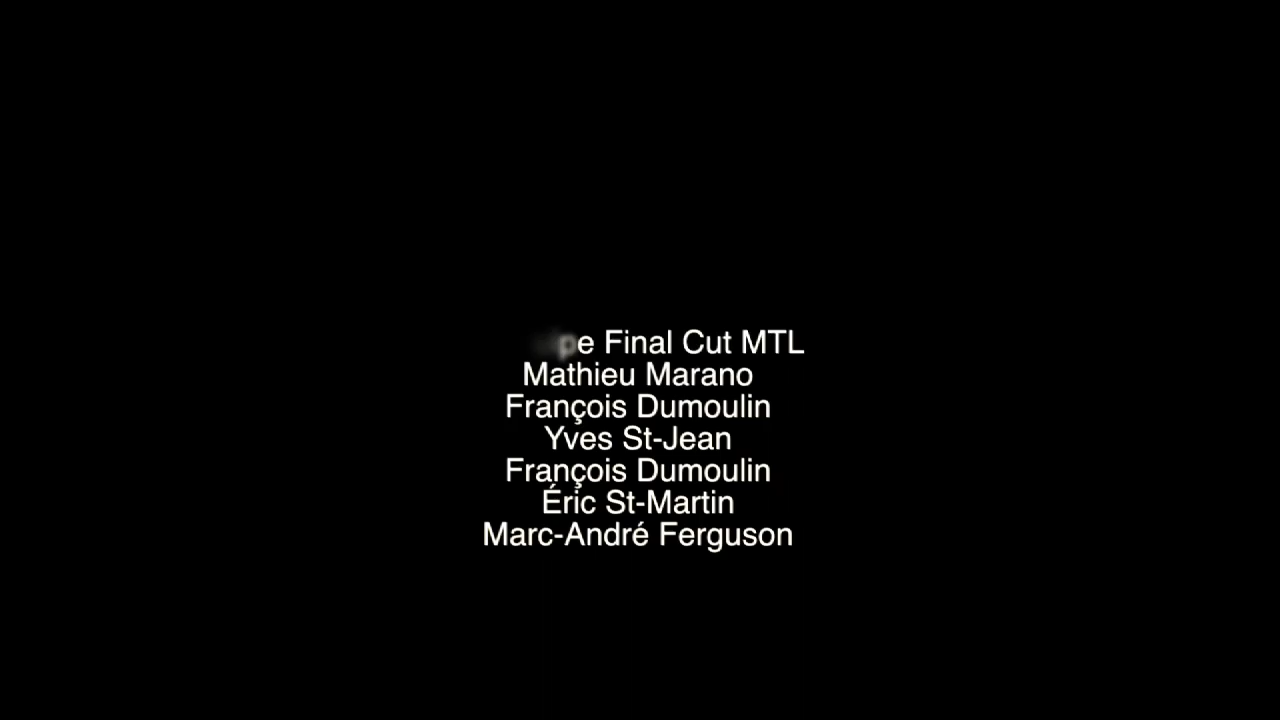 Final Cut MTL
Mathieu Marano
François Dumoulin
Yves St-Jean
François Dumoulin
Éric St-Martin
Marc-André Ferguson